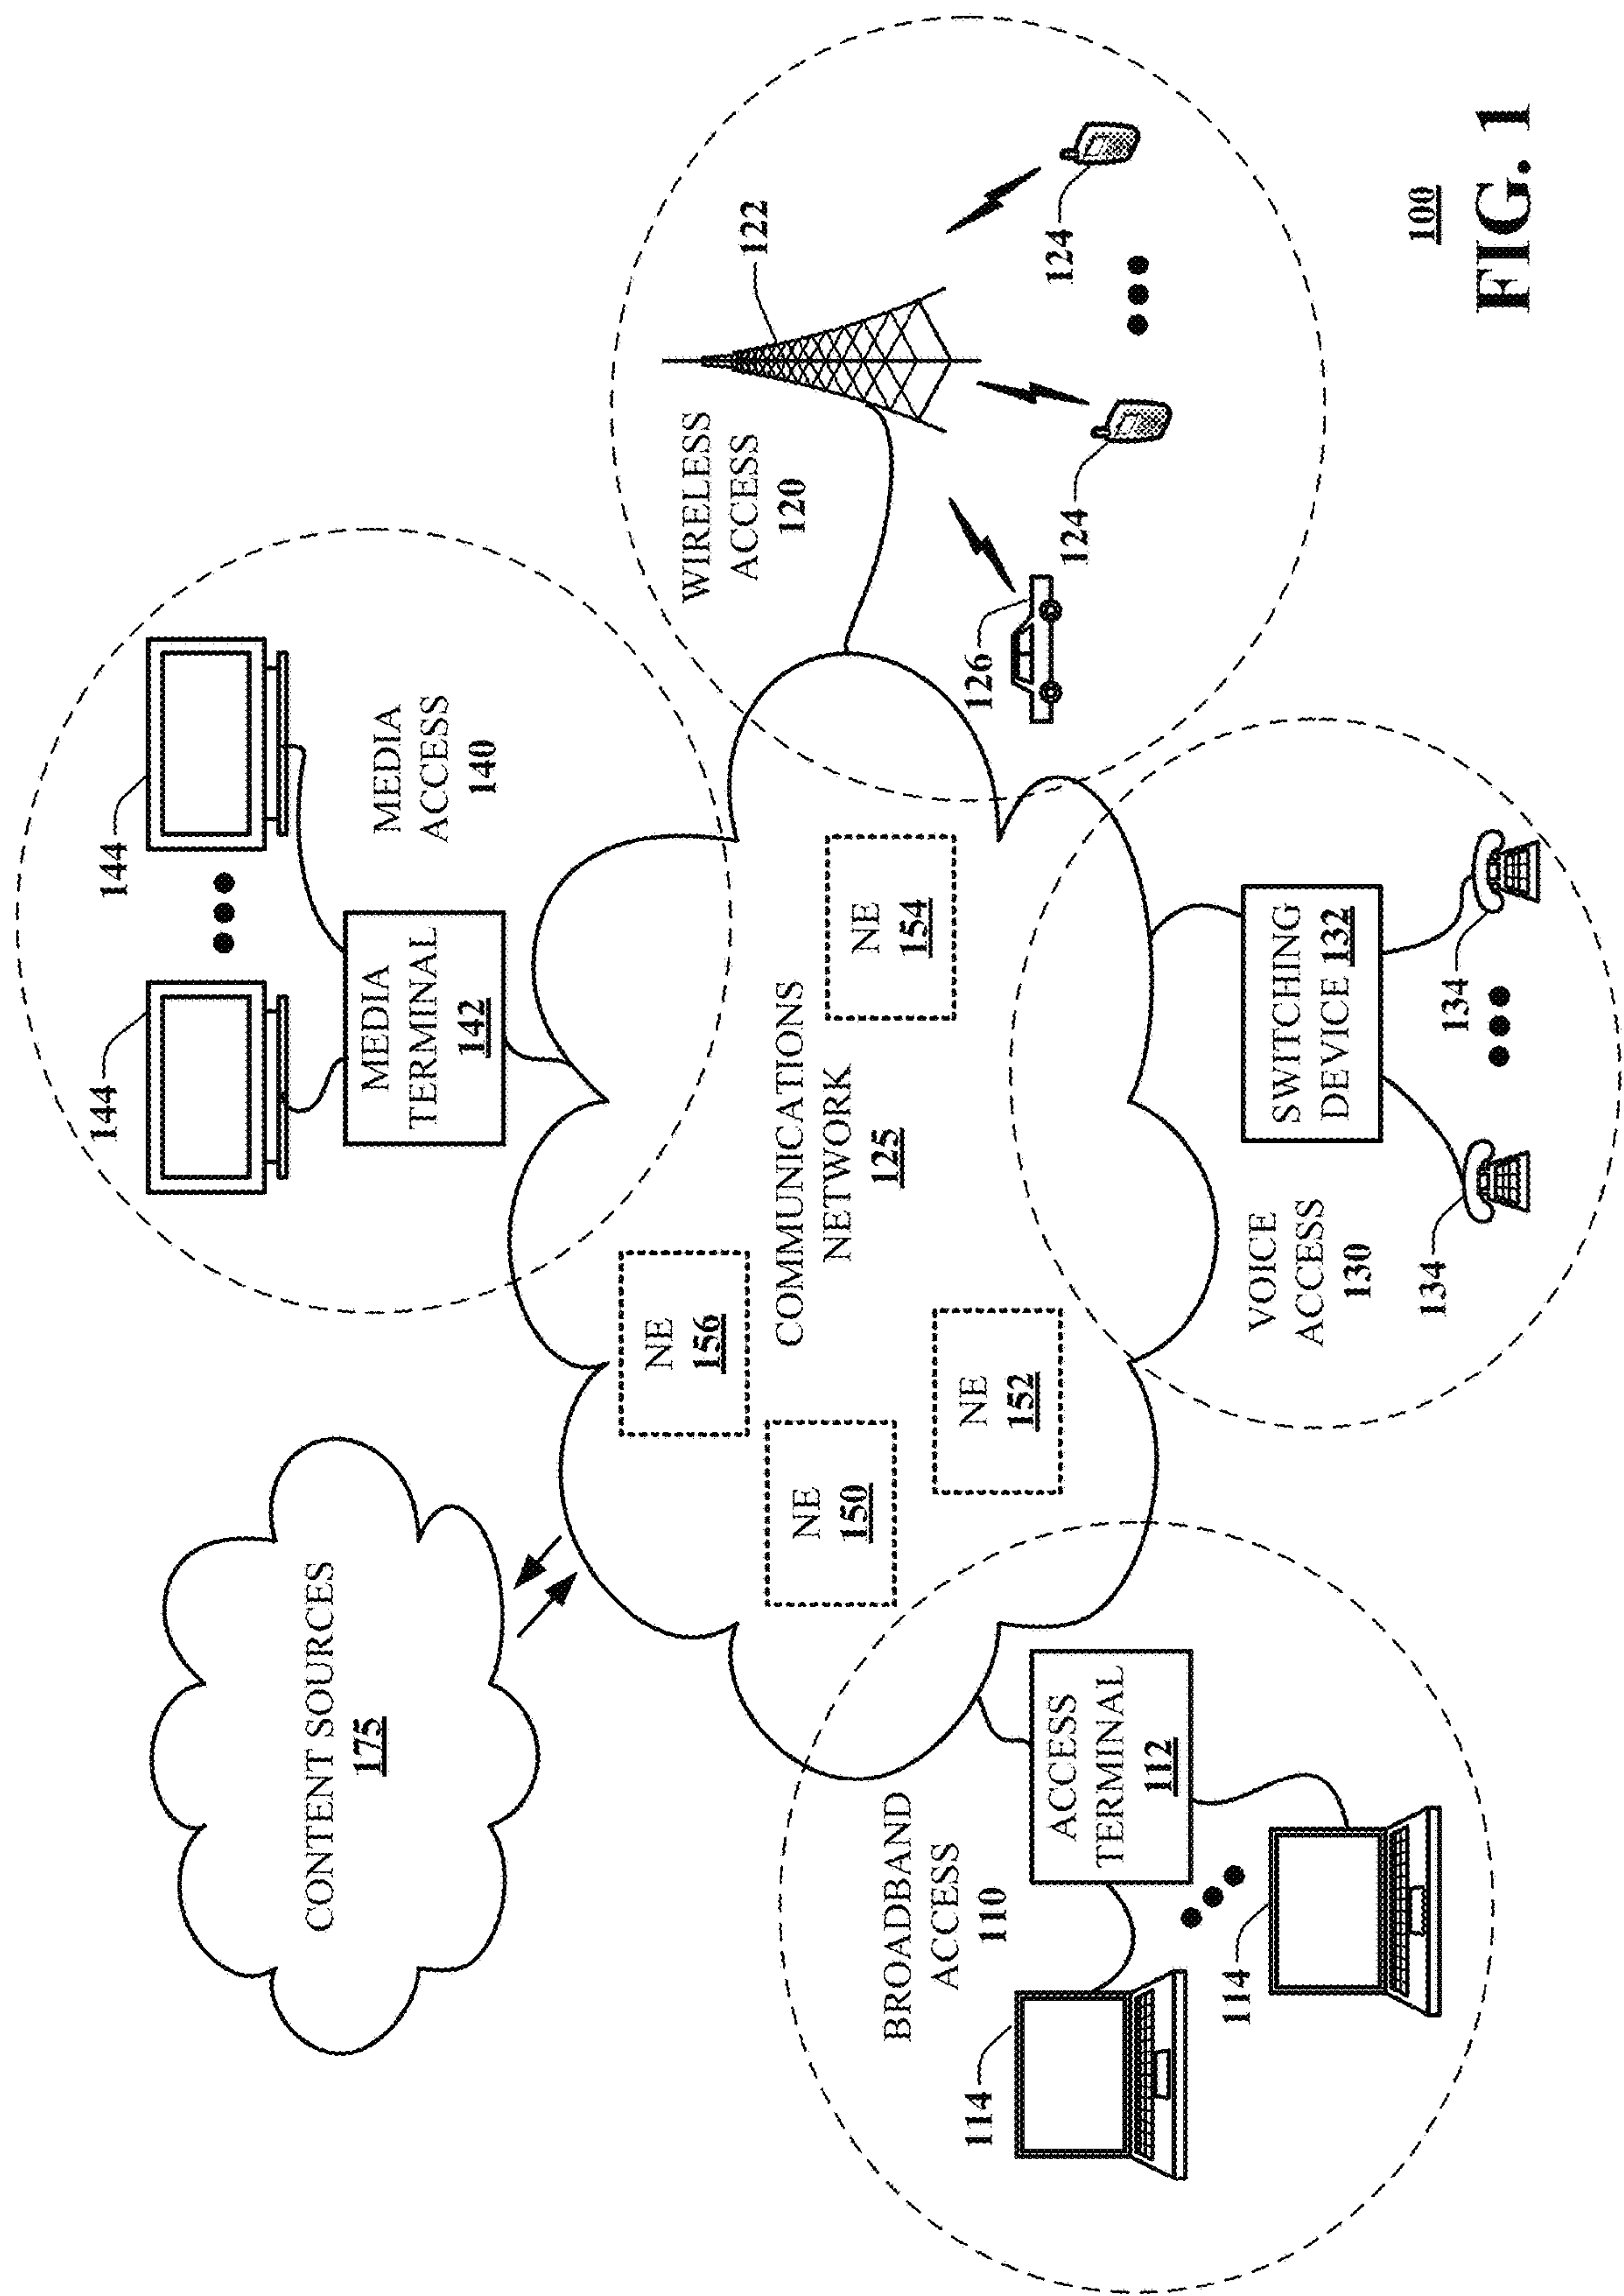 CONTENT SOURCES
175
144
144
MEDIA
TERMINAL
142
MEDIA
ACCESS
140
NE
156
NE
150
NE
152
COMMUNICATIONS
NETWORK
125
NE
154
WIRELESS
ACCESS
120
122
124
124
126
BROADBAND
ACCESS
110
ACCESS
TERMINAL
112
114
114
VOICE
ACCESS
130
SWITCHING
DEVICE 132
134
134
100
FIG. 1